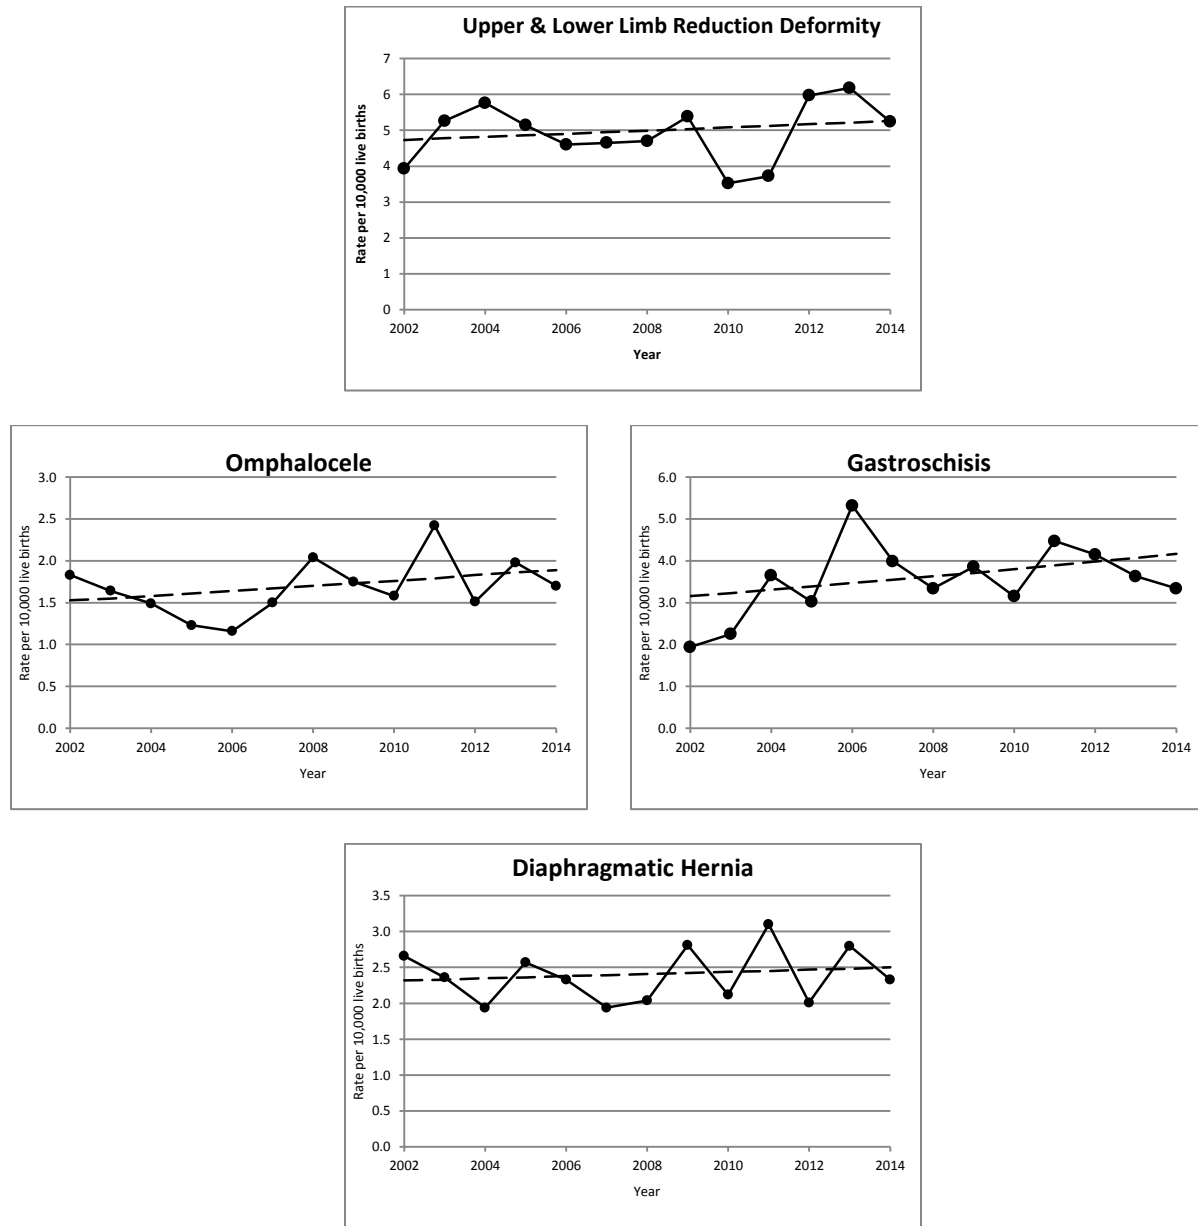 Upper & Lower Limb Reduction Deformity
Rate per 10,000 live births
7
6
5
4
3
2
1
0
2002 2004 2006 2008 2010 2012 2014
Year
Omphalocele
Rate per 10,000 live births
3.0
2.5
2.0
1.5
1.0
0.5
0.0
2002 2004 2006 2008 2010 2012 2014
Year
Gastroschisis
Rate per 10,000 live births
6.0
5.0
4.0
3.0
2.0
1.0
0.0
2002 2004 2006 2008 2010 2012 2014
Year
Diaphragmatic Hernia
Rate per 10,000 live births
3.5
3.0
2.5
2.0
1.5
1.0
0.5
0.0
2002 2004 2006 2008 2010 2012 2014
Year